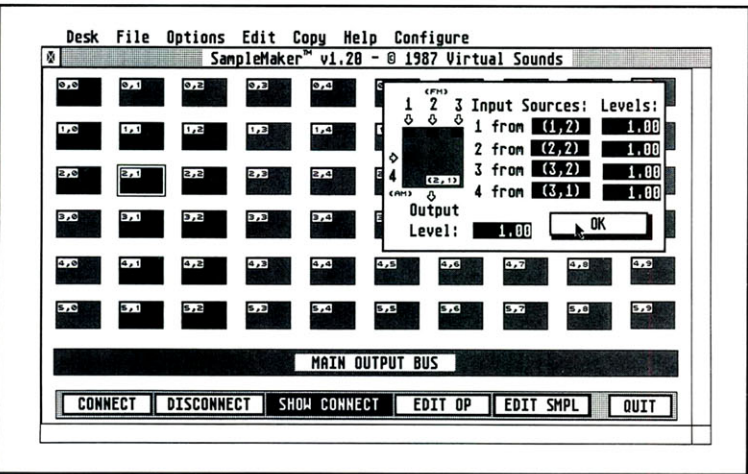 Desk File Options Edit Copy Help Configure
SampleMaker™ v1.20 - © 1987 Virtual Sounds
0,0 0,1 0,2 0,3 0,4
1,0 1,1 1,2 1,3 1,4
2,0 2,1 2,2 2,3 2,4
3,0 3,1 3,2 3,3 3,4
4,0 4,1 4,2 4,3 4,4 4,5 4,6 4,7 4,8 4,9
5,0 5,1 5,2 5,3 5,4 5,5 5,6 5,7 5,8 5,9
(FM)
1 2 3 Input Sources: Levels:
1 from (1,2) 1.00
2 from (2,2) 1.00
3 from (3,2) 1.00
4 (2,1) 4 from (3,1) 1.00
(AM)
Output
Level: 1.00 OK
MAIN OUTPUT BUS
CONNECT DISCONNECT SHOW CONNECT EDIT OP EDIT SMPL QUIT